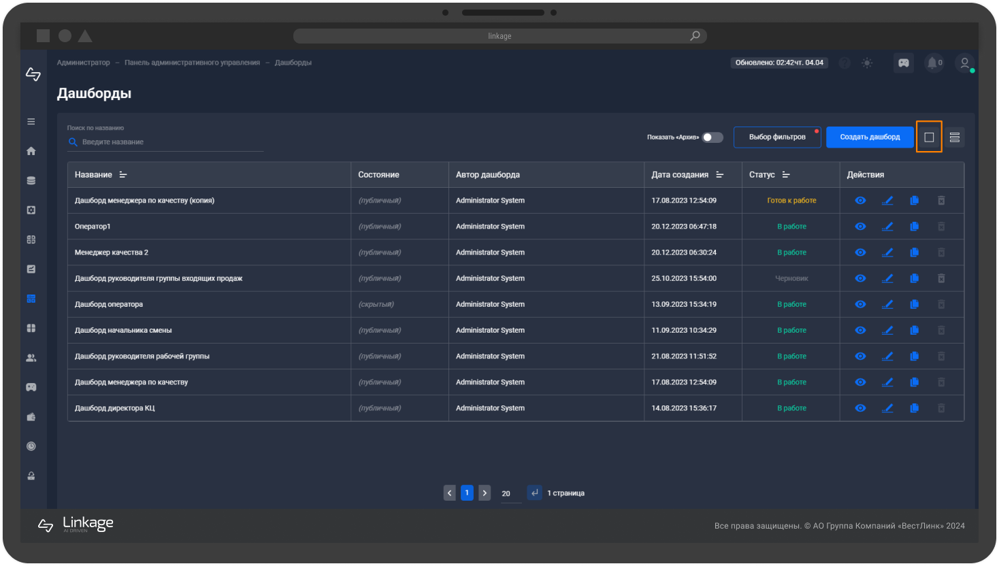 linkage
Администратор – Панель административного управления – Дашборды
Обновлено: 02:42чт. 04.04
0
Дашборды
Поиск по названию
Введите название
Показать «Архив»
Выбор фильтров
Создать дашборд
Название Состояние Автор дашборда Дата создания Статус Действия
Дашборд менеджера по качеству (копия) (публичный) Administrator System 17.08.2023 12:54:09 Готов к работе
Оператор1 (публичный) Administrator System 20.12.2023 06:47:18 В работе
Менеджер качества 2 (публичный) Administrator System 20.12.2023 06:30:24 В работе
Дашборд руководителя группы входящих продаж (публичный) Administrator System 25.10.2023 15:54:00 Черновик
Дашборд оператора (скрытый) Administrator System 13.09.2023 15:34:19 В работе
Дашборд начальника смены (публичный) Administrator System 11.09.2023 10:34:29 В работе
Дашборд руководителя рабочей группы (публичный) Administrator System 21.08.2023 11:51:52 В работе
Дашборд менеджера по качеству (публичный) Administrator System 17.08.2023 12:54:09 В работе
Дашборд директора КЦ (публичный) Administrator System 14.08.2023 15:36:17 В работе
1 20 1 страница
Linkage
AI DRIVEN
Все права защищены. © АО Группа Компаний «ВестЛинк» 2024